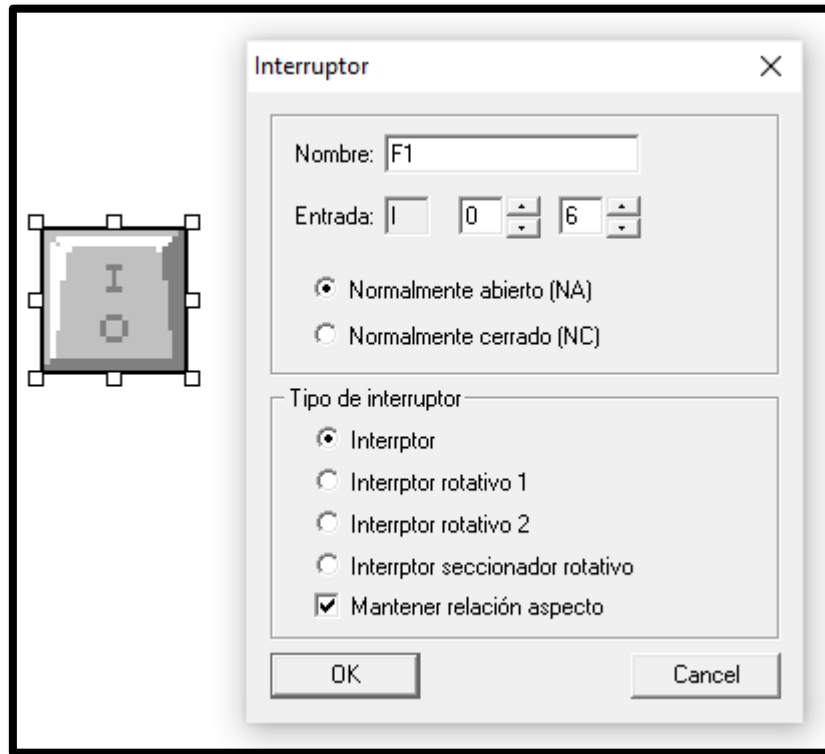 Interruptor
Nombre: F1
Entrada: I 0 6
I
O
Normalmente abierto (NA)
Normalmente cerrado (NC)
Tipo de interruptor
Interrptor
Interrptor rotativo 1
Interrptor rotativo 2
Interrptor seccionador rotativo
Mantener relación aspecto
OK Cancel